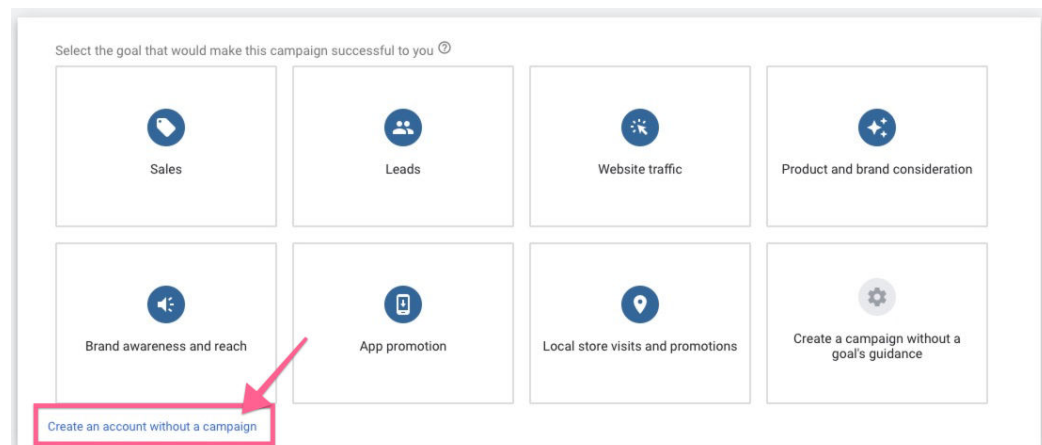 Select the goal that would make this campaign successful to you
Sales
Leads
Website traffic
Product and brand consideration
Brand awareness and reach
App promotion
Local store visits and promotions
Create a campaign without a
goal's guidance
Create an account without a campaign